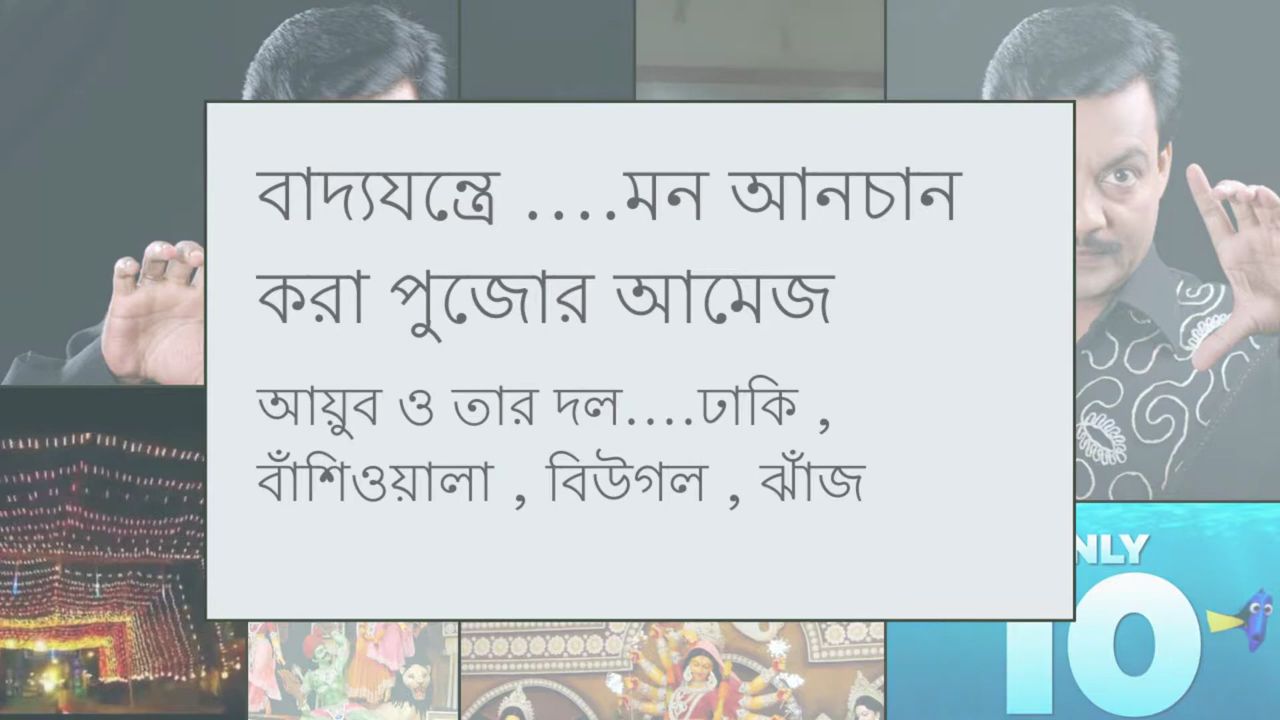 বাদ্যযন্ত্রে ....মন আনচান
করা পুজোর আমেজ
আয়ুব ও তার দল....ঢাকি ,
বাঁশিওয়ালা , বিউগল , ঝাঁজ
NLY
10